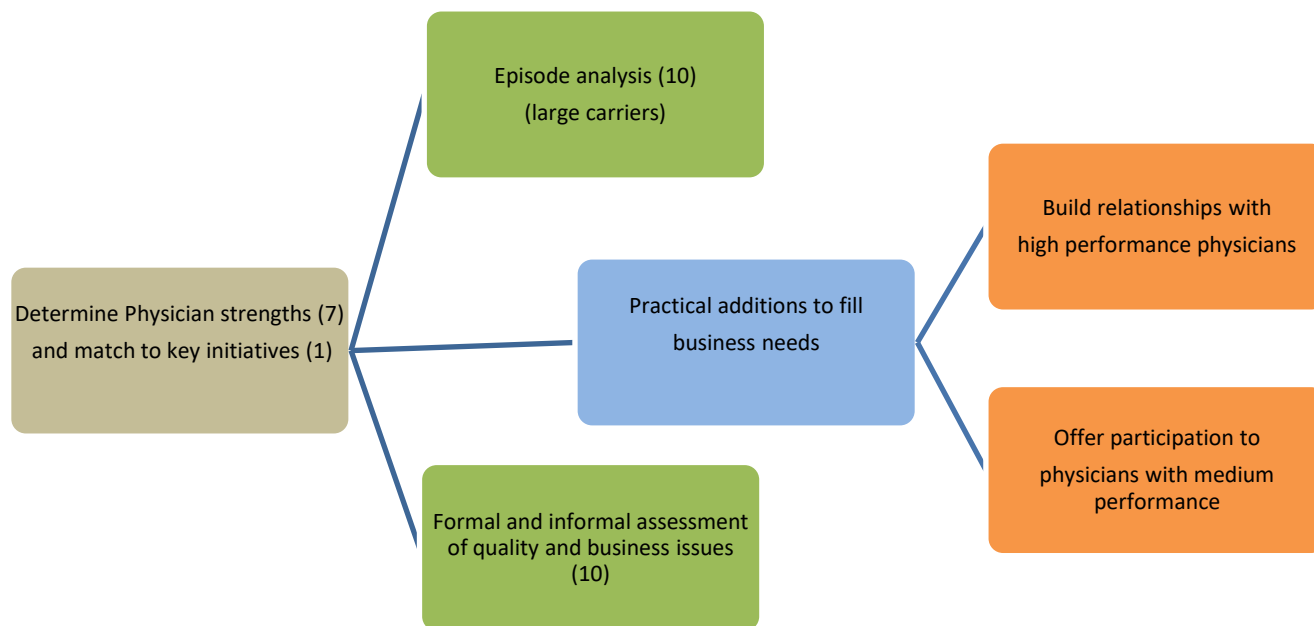 Episode analysis (10)
(large carriers)
Build relationships with
high performance physicians
Determine Physician strengths (7)
and match to key initiatives (1)
Practical additions to fill
business needs
Offer participation to
physicians with medium
performance
Formal and informal assessment
of quality and business issues
(10)